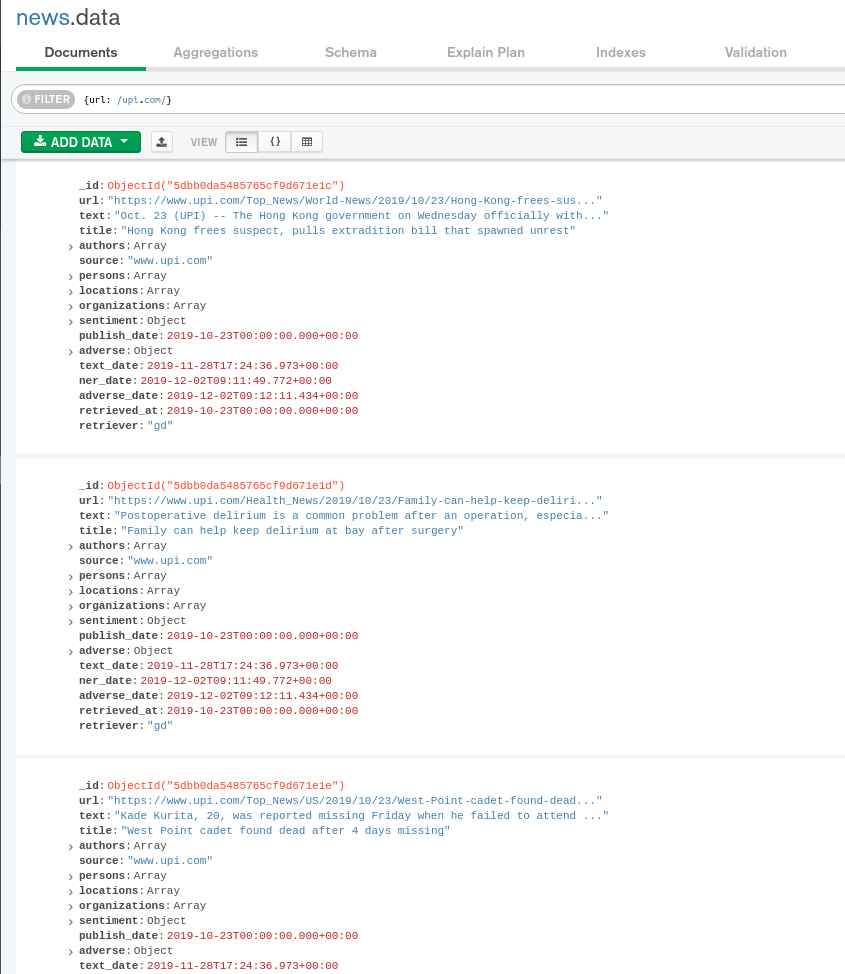 news.data
Documents Aggregations Schema Explain Plan Indexes Validation
FILTER {url: /upi.com/}
ADD DATA VIEW { }
_id: ObjectId("5dbb0da5485765cf9d671e1c")
url: "https://www.upi.com/Top_News/World-News/2019/10/23/Hong-Kong-frees-sus..."
text: "Oct. 23 (UPI) -- The Hong Kong government on Wednesday officially with..."
title: "Hong Kong frees suspect, pulls extradition bill that spawned unrest"
authors: Array
source: "www.upi.com"
persons: Array
locations: Array
organizations: Array
sentiment: Object
publish_date: 2019-10-23T00:00:00.000+00:00
adverse: Object
text_date: 2019-11-28T17:24:36.973+00:00
ner_date: 2019-12-02T09:11:49.772+00:00
adverse_date: 2019-12-02T09:12:11.434+00:00
retrieved_at: 2019-10-23T00:00:00.000+00:00
retriever: "gd"
_id: ObjectId("5dbb0da5485765cf9d671e1d")
url: "https://www.upi.com/Health_News/2019/10/23/Family-can-help-keep-deliri..."
text: "Postoperative delirium is a common problem after an operation, especia..."
title: "Family can help keep delirium at bay after surgery"
authors: Array
source: "www.upi.com"
persons: Array
locations: Array
organizations: Array
sentiment: Object
publish_date: 2019-10-23T00:00:00.000+00:00
adverse: Object
text_date: 2019-11-28T17:24:36.973+00:00
ner_date: 2019-12-02T09:11:49.772+00:00
adverse_date: 2019-12-02T09:12:11.434+00:00
retrieved_at: 2019-10-23T00:00:00.000+00:00
retriever: "gd"
_id: ObjectId("5dbb0da5485765cf9d671e1e")
url: "https://www.upi.com/Top_News/US/2019/10/23/West-Point-cadet-found-dead..."
text: "Kade Kurita, 20, was reported missing Friday when he failed to attend ..."
title: "West Point cadet found dead after 4 days missing"
authors: Array
source: "www.upi.com"
persons: Array
locations: Array
organizations: Array
sentiment: Object
publish_date: 2019-10-23T00:00:00.000+00:00
adverse: Object
text_date: 2019-11-28T17:24:36.973+00:00